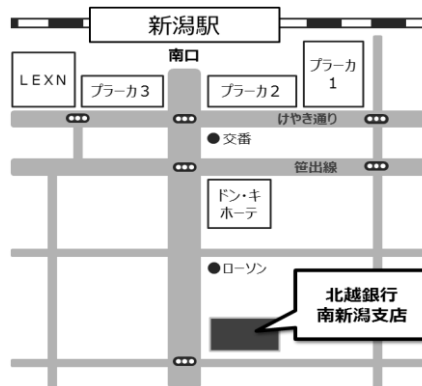 新潟駅
南口
LEXN
プラーカ3
プラーカ2
プラーカ
1
けやき通り
交番
笹出線
ドン・キ
ホーテ
ローソン
北越銀行
南新潟支店